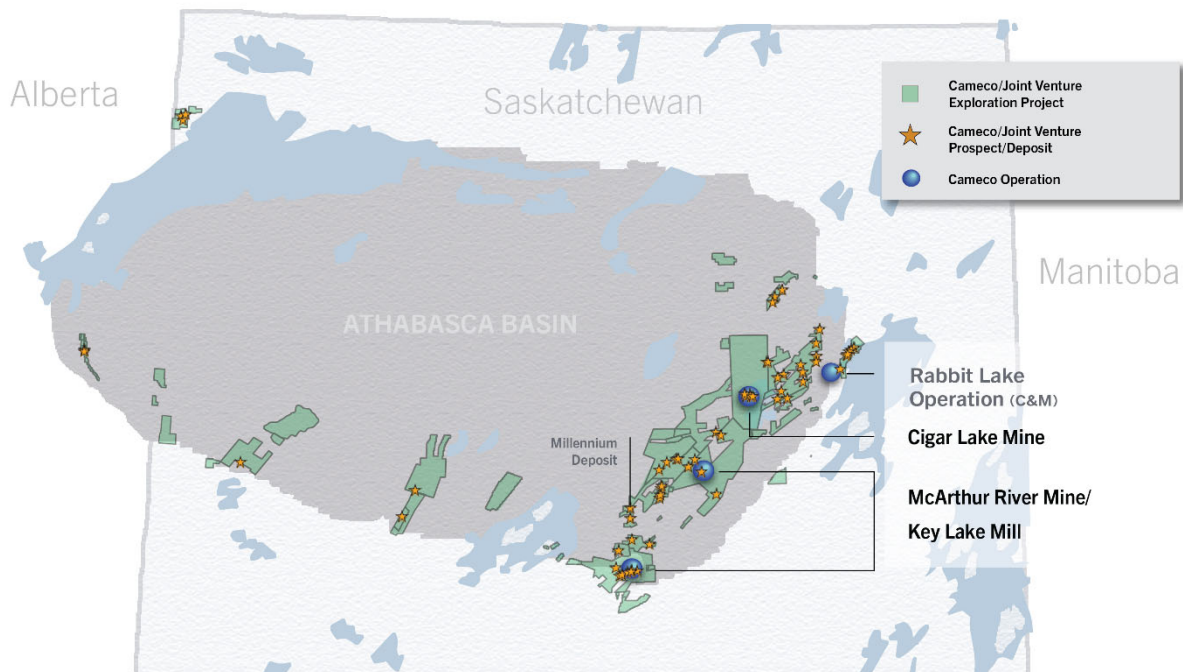 Alberta
Saskatchewan
Manitoba
Cameco/Joint Venture
Exploration Project
Cameco/Joint Venture
Prospect/Deposit
Cameco Operation
ATHABASCA BASIN
Millennium
Deposit
Rabbit Lake
Operation (C&M)
Cigar Lake Mine
McArthur River Mine/
Key Lake Mill